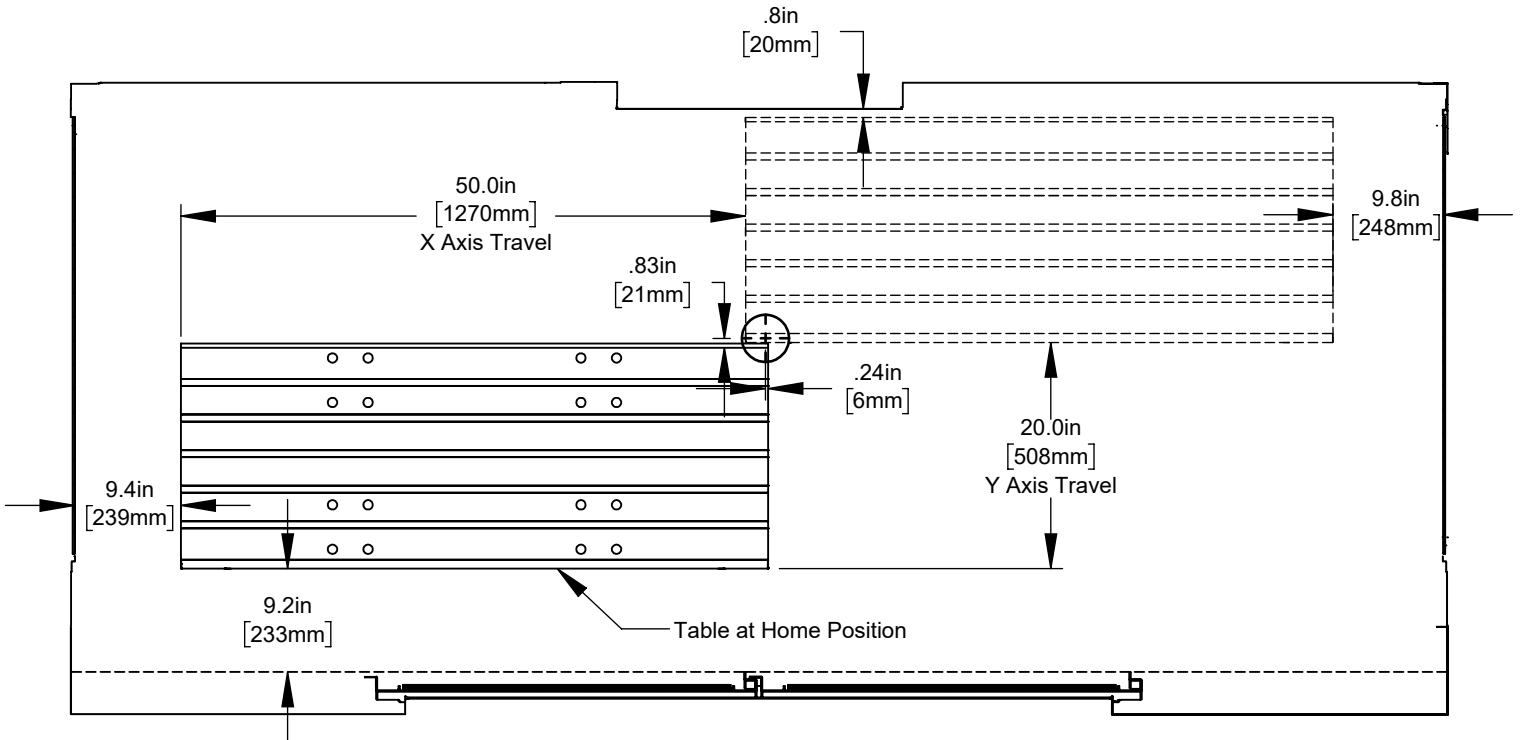 .8in
[20mm]
50.0in
[1270mm]
X Axis Travel
9.8in
[248mm]
.83in
[21mm]
.24in
[6mm]
20.0in
[508mm]
Y Axis Travel
9.4in
[239mm]
9.2in
[233mm]
Table at Home Position